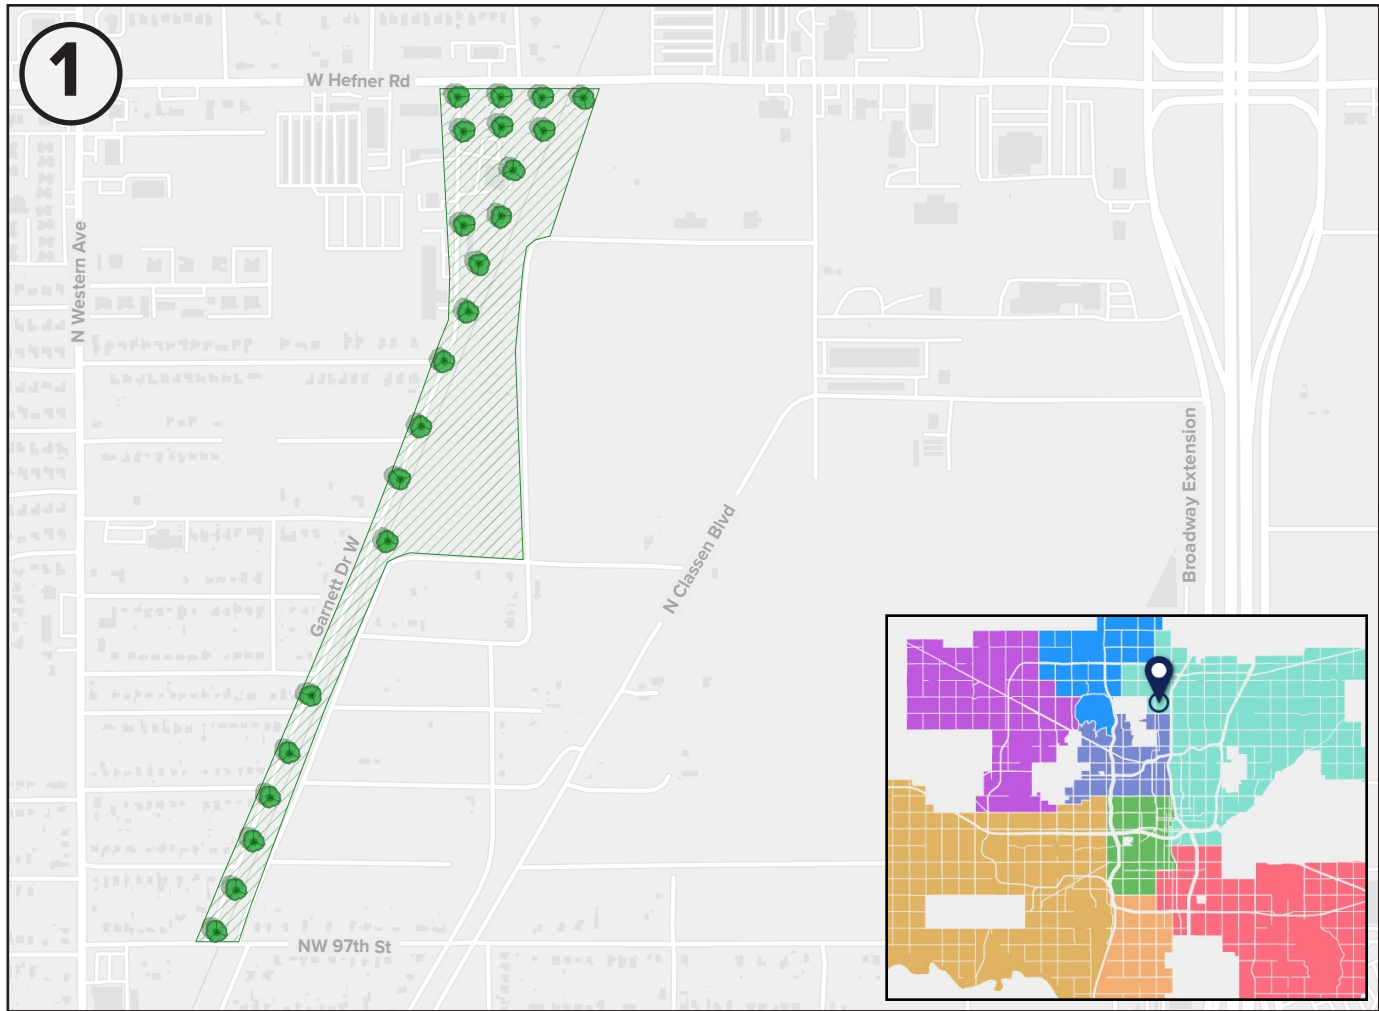 1
W Hefner Rd
N Western Ave
Broadway Extension
N Classen Blvd
Garnett Dr W
NW 97th St